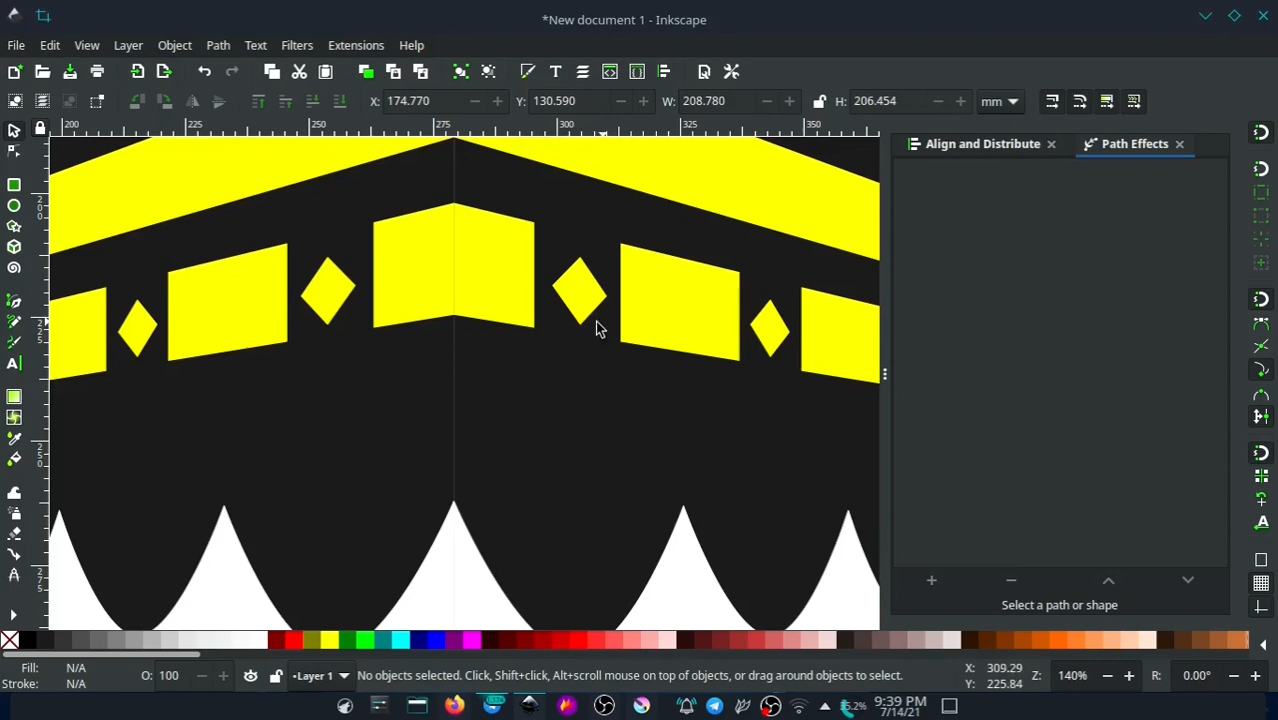 *New document 1 - Inkscape
File Edit View Layer Object Path Text Filters Extensions Help
X: 174.770 Y: 130.590 W: 208.780 H: 206.454 mm
200 225 250 275 300 325 350
Align and Distribute Path Effects
200
225
250
275
Select a path or shape
Fill: N/A
Stroke: N/A
O: 100 •Layer 1 No objects selected. Click, Shift+click, Alt+scroll mouse on top of objects, or drag around objects to select.
X: 309.29
Y: 225.84
Z: 140% R: 0.00°
9:39 PM
7/14/21